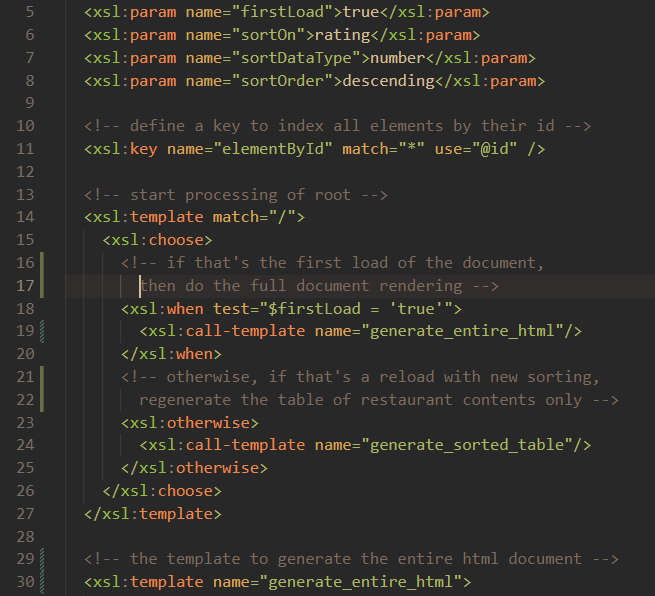 5 <xsl:param name="firstLoad">true</xsl:param>
6 <xsl:param name="sortOn">rating</xsl:param>
7 <xsl:param name="sortDataType">number</xsl:param>
8 <xsl:param name="sortOrder">descending</xsl:param>
9
10 <!-- define a key to index all elements by their id -->
11 <xsl:key name="elementById" match="*" use="@id" />
12
13 <!-- start processing of root -->
14 <xsl:template match="/">
15 <xsl:choose>
16 <!-- if that's the first load of the document,
17 then do the full document rendering -->
18 <xsl:when test="$firstLoad = 'true'">
19 <xsl:call-template name="generate_entire_html"/>
20 </xsl:when>
21 <!-- otherwise, if that's a reload with new sorting,
22 regenerate the table of restaurant contents only -->
23 <xsl:otherwise>
24 <xsl:call-template name="generate_sorted_table"/>
25 </xsl:otherwise>
26 </xsl:choose>
27 </xsl:template>
28
29 <!-- the template to generate the entire html document -->
30 <xsl:template name="generate_entire_html">